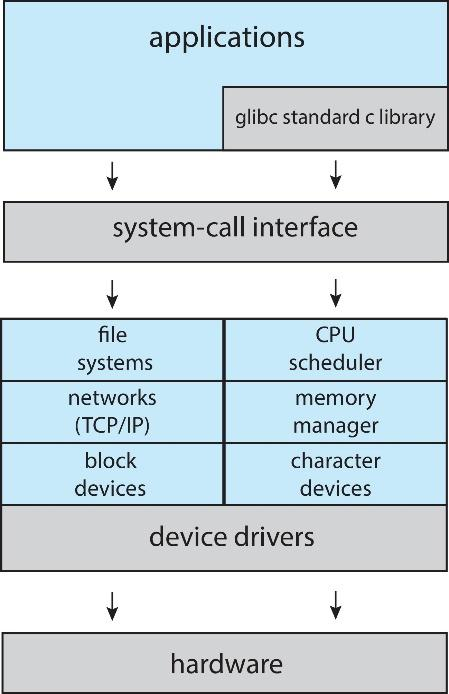 applications
glibc standard c library
system-call interface
file
systems
CPU
scheduler
networks
(TCP/IP)
memory
manager
block
devices
character
devices
device drivers
hardware